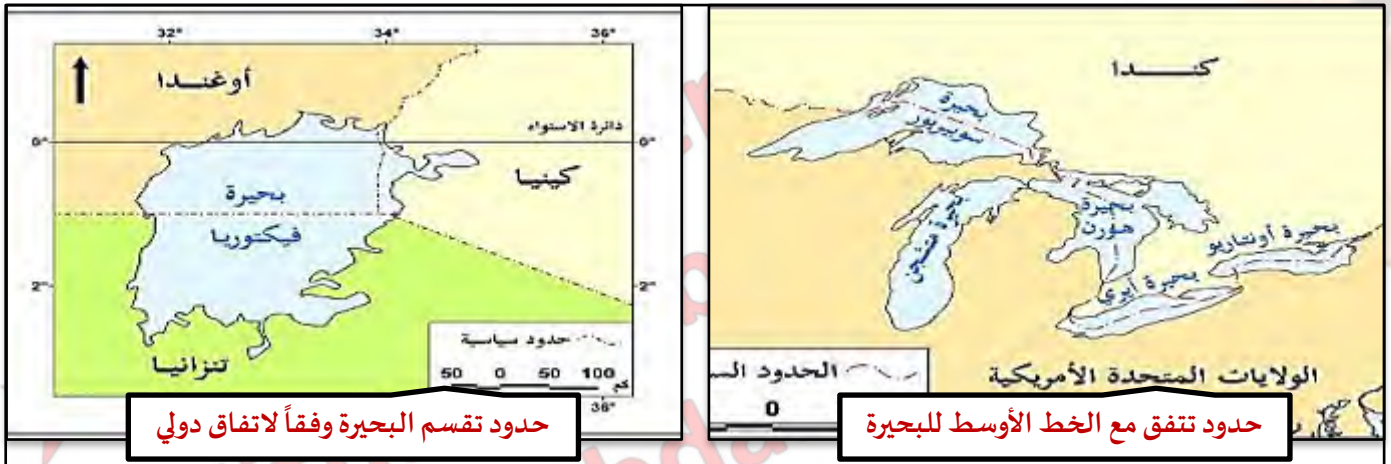 32° 34° 36°
أوغندا
دائرة الاستواء
0° 0°
كينيا
بحيرة
فيكتوريا
2° 2°
تنزانيا
حدود سياسية
50 0 50 100 كم
36°
حدود تقسم البحيرة وفقاً لاتفاق دولي
كندا
بحيرة
سوبيريور
بحيرة
هورن
بحيرة أونتاريو
بحيرة ايري
الولايات المتحدة الأمريكية
الحدود
0
حدود تتفق مع الخط الأوسط للبحيرة